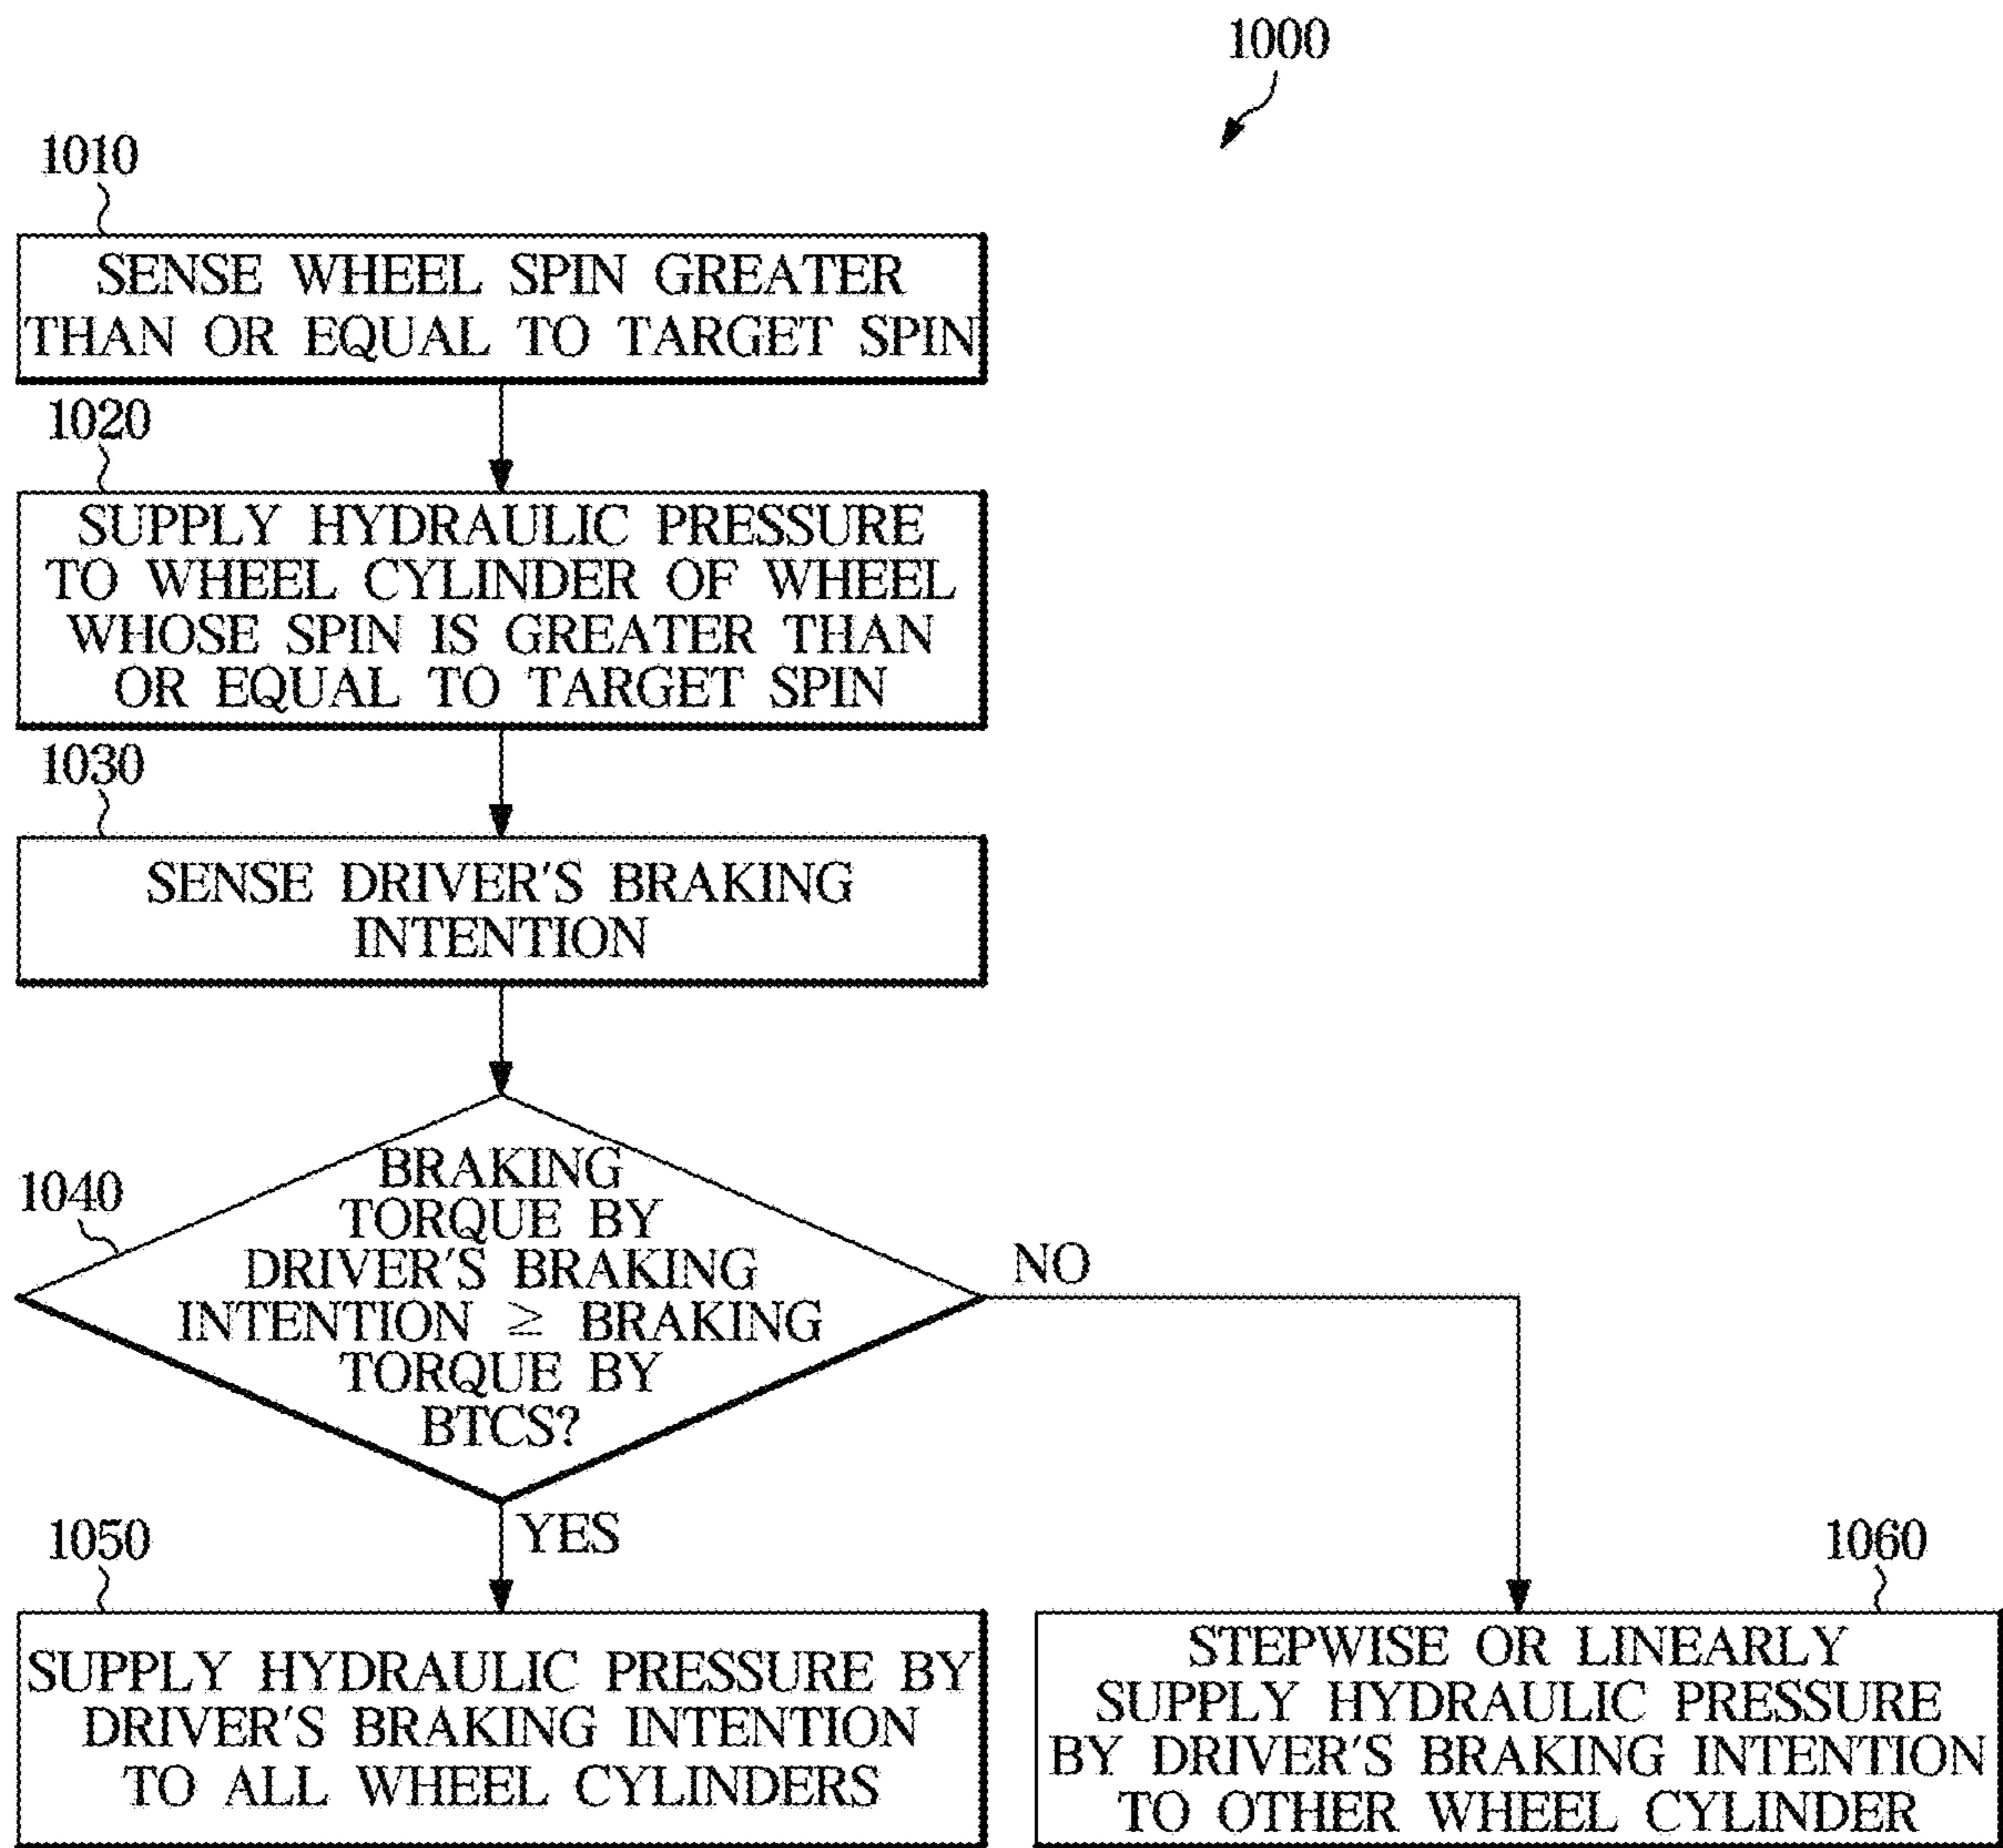 1000
1010
SENSE WHEEL SPIN GREATER
THAN OR EQUAL TO TARGET SPIN
1020
SUPPLY HYDRAULIC PRESSURE
TO WHEEL CYLINDER OF WHEEL
WHOSE SPIN IS GREATER THAN
OR EQUAL TO TARGET SPIN
1030
SENSE DRIVER'S BRAKING
INTENTION
1040
BRAKING
TORQUE BY
DRIVER'S BRAKING
INTENTION ≥ BRAKING
TORQUE BY
BTCS?
NO
YES
1050
SUPPLY HYDRAULIC PRESSURE BY
DRIVER'S BRAKING INTENTION
TO ALL WHEEL CYLINDERS
1060
STEPWISE OR LINEARLY
SUPPLY HYDRAULIC PRESSURE
BY DRIVER'S BRAKING INTENTION
TO OTHER WHEEL CYLINDER